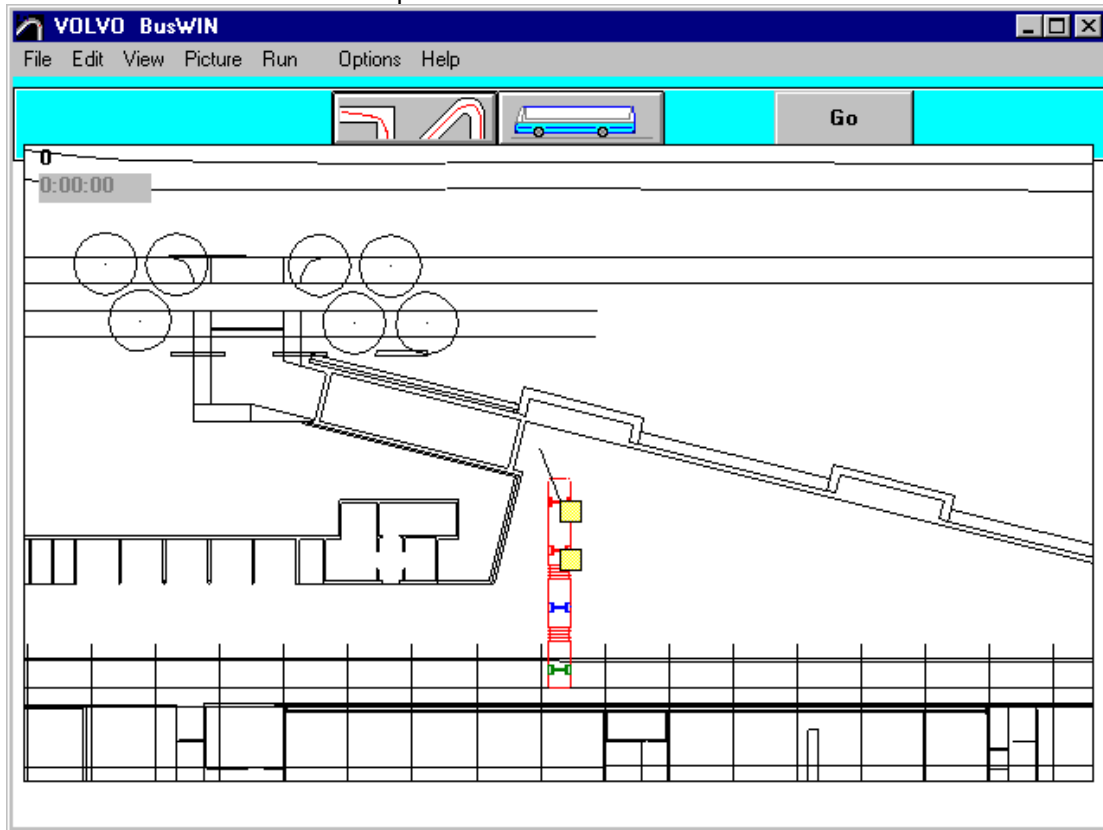 VOLVO BusWIN
File Edit View Picture Run Options Help
Go
0
0:00:00